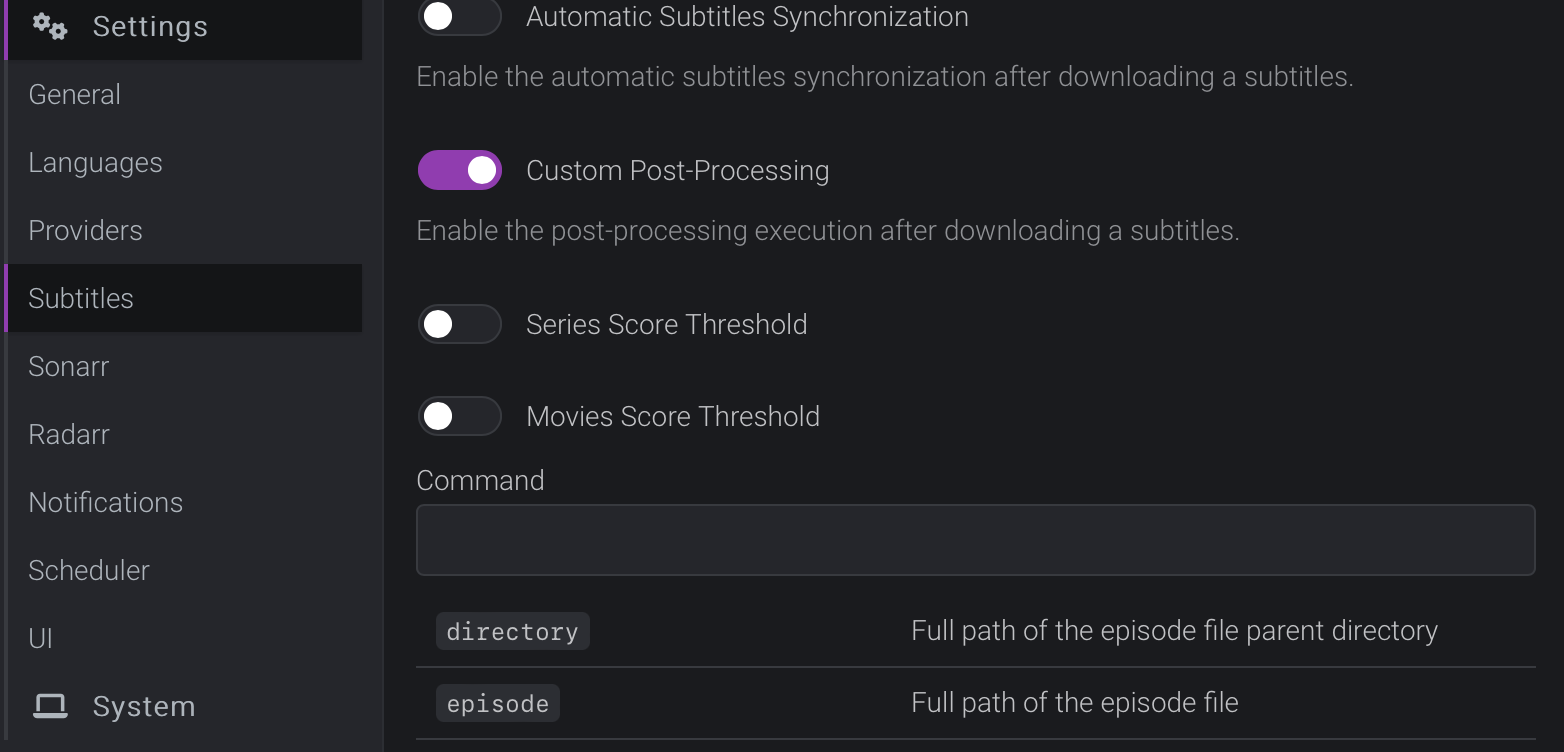 Settings
General
Languages
Providers
Subtitles
Sonarr
Radarr
Notifications
Scheduler
UI
System
Automatic Subtitles Synchronization
Enable the automatic subtitles synchronization after downloading a subtitles.
Custom Post-Processing
Enable the post-processing execution after downloading a subtitles.
Series Score Threshold
Movies Score Threshold
Command
directory Full path of the episode file parent directory
episode Full path of the episode file